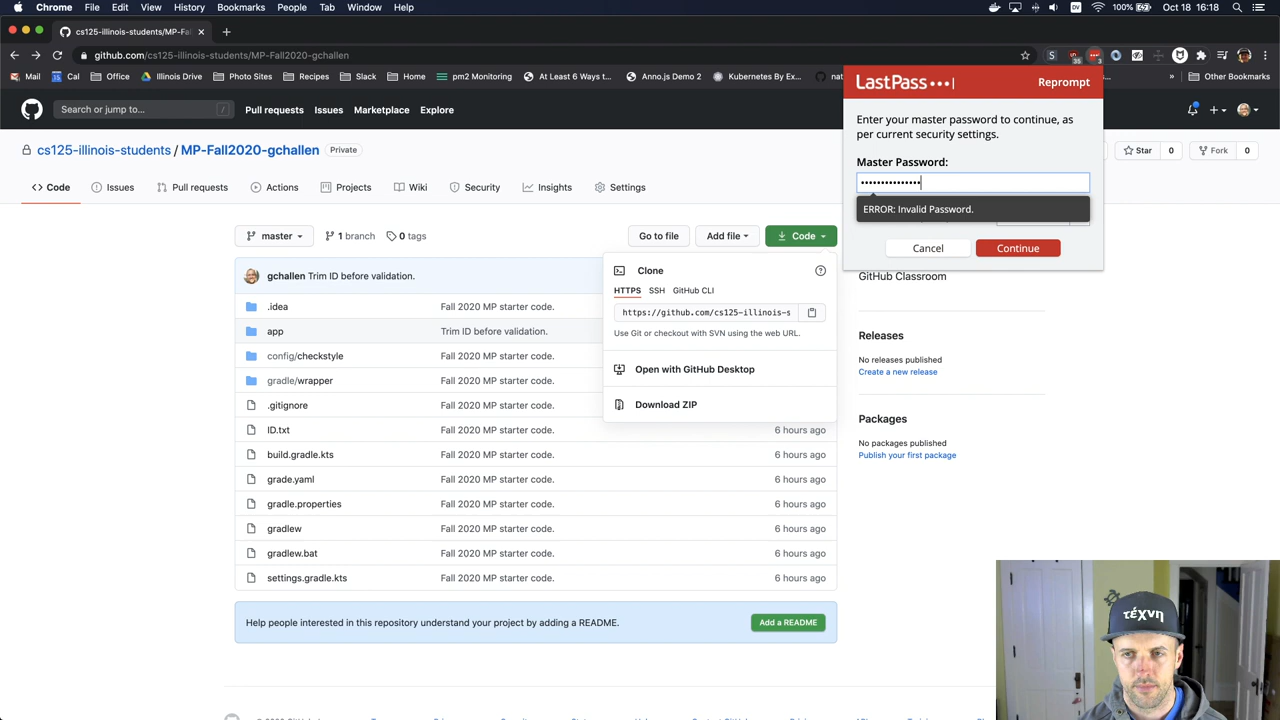 Chrome File Edit View History Bookmarks People Tab Window Help
DV 100% Oct 18 16:18
cs125-illinois-students/MP-Fal
github.com/cs125-illinois-students/MP-Fall2020-gchallen
Mail Cal Office Illinois Drive Photo Sites Recipes Slack Home pm2 Monitoring At Least 6 Ways t... Anno.js Demo 2 Kubernetes By Ex... Other Bookmarks
Search or jump to... / Pull requests Issues Marketplace Explore
LastPass Reprompt
Enter your master password to continue, as
per current security settings.
Master Password:
•••••••••••••••
ERROR: Invalid Password.
Cancel Continue
cs125-illinois-students / MP-Fall2020-gchallen Private
Star 0 Fork 0
Code Issues Pull requests Actions Projects Wiki Security Insights Settings
master 1 branch 0 tags Go to file Add file Code
gchallen Trim ID before validation.
.idea Fall 2020 MP starter code.
app Trim ID before validation.
config/checkstyle Fall 2020 MP starter code.
gradle/wrapper Fall 2020 MP starter code.
.gitignore Fall 2020 MP starter code.
ID.txt Fall 2020 MP starter code. 6 hours ago
build.gradle.kts Fall 2020 MP starter code. 6 hours ago
grade.yaml Fall 2020 MP starter code. 6 hours ago
gradle.properties Fall 2020 MP starter code. 6 hours ago
gradlew Fall 2020 MP starter code. 6 hours ago
gradlew.bat Fall 2020 MP starter code. 6 hours ago
settings.gradle.kts Fall 2020 MP starter code. 6 hours ago
Clone
HTTPS SSH GitHub CLI
https://github.com/cs125-illinois-s
Use Git or checkout with SVN using the web URL.
Open with GitHub Desktop
Download ZIP
GitHub Classroom
Releases
No releases published
Create a new release
Packages
No packages published
Publish your first package
Help people interested in this repository understand your project by adding a README. Add a README
τέχνη